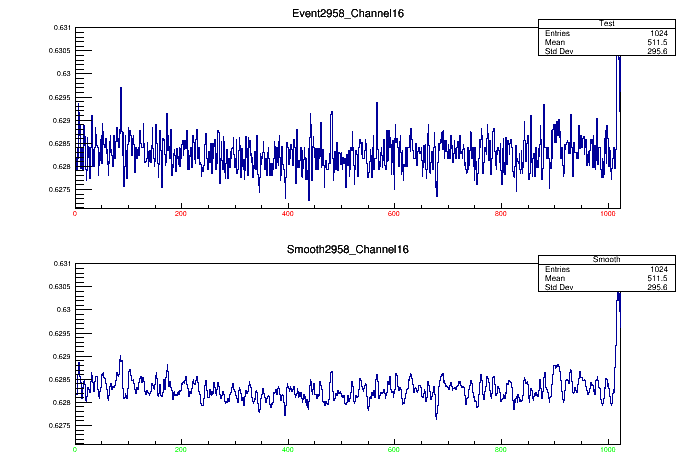 Event2958_Channel16
Test
Entries 1024
Mean 511.5
Std Dev 295.6
0.631
0.6305
0.63
0.6295
0.629
0.6285
0.628
0.6275
0 200 400 600 800 1000
Smooth2958_Channel16
Smooth
Entries 1024
Mean 511.5
Std Dev 295.6
0.631
0.6305
0.63
0.6295
0.629
0.6285
0.628
0.6275
0 200 400 600 800 1000